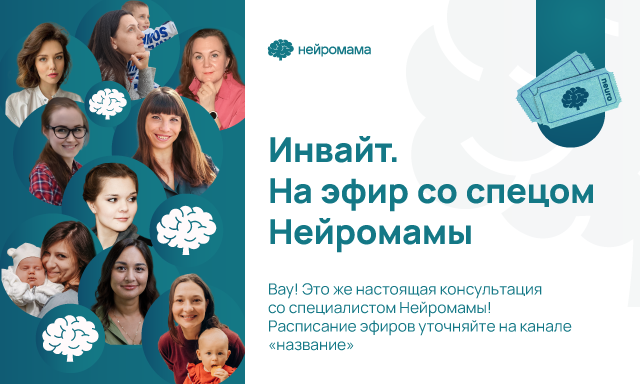 нейромама
neuro
Инвайт.
На эфир со спецом
Нейромамы
Вау! Это же настоящая консультация
со специалистом Нейромамы!
Расписание эфиров уточняйте на канале
«название»